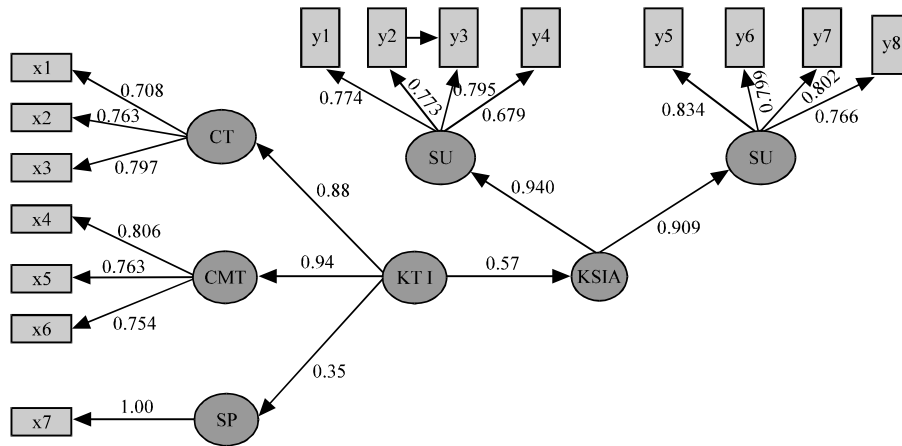 y1
y2
y3
y4
y5
y6
y7
y8
x1
0.708
x2
0.763
x3
0.797
CT
0.774
0.773
0.795
0.679
SU
0.834
0.799
0.802
0.766
SU
0.88
0.940
0.909
x4
0.806
x5
0.763
x6
0.754
CMT
0.94
KT I
0.57
KSIA
0.35
x7
1.00
SP